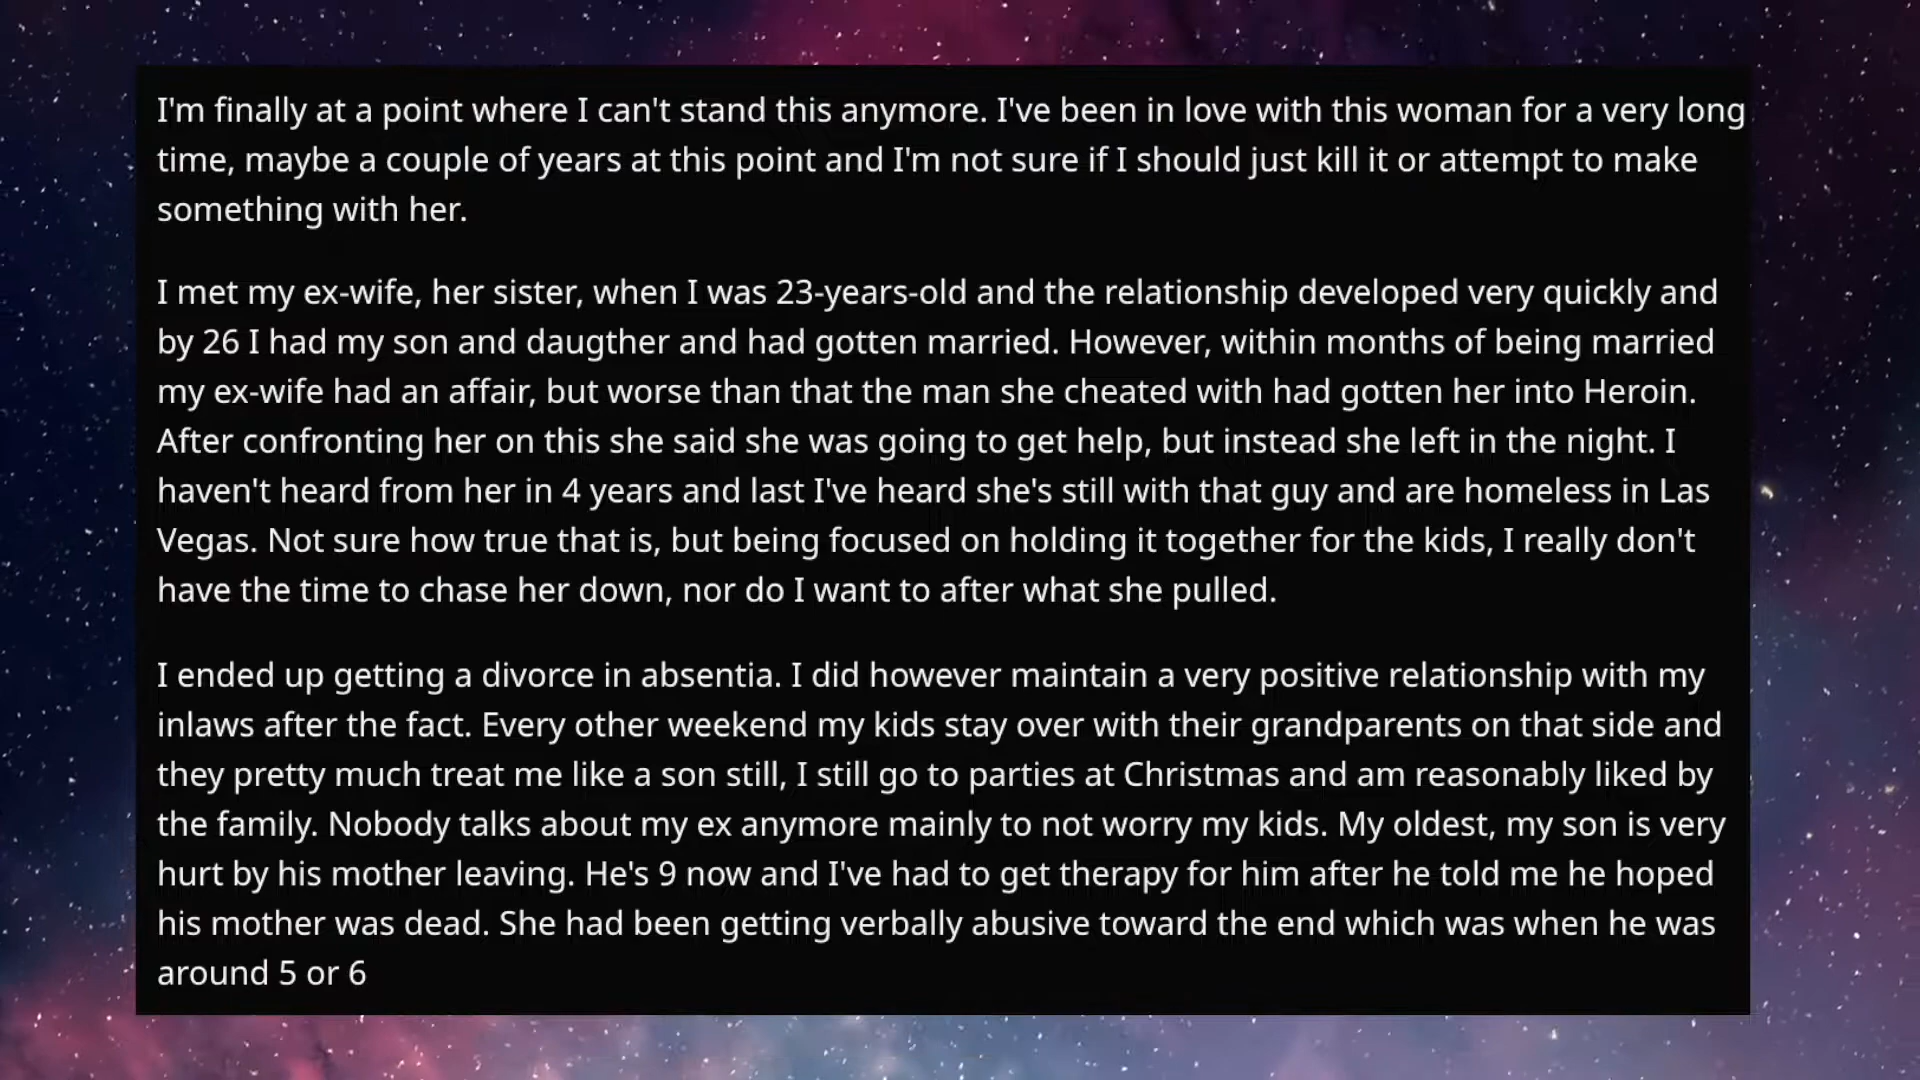 I'm finally at a point where I can't stand this anymore. I've been in love with this woman for a very long
time, maybe a couple of years at this point and I'm not sure if I should just kill it or attempt to make
something with her.
I met my ex-wife, her sister, when I was 23-years-old and the relationship developed very quickly and
by 26 I had my son and daugther and had gotten married. However, within months of being married
my ex-wife had an affair, but worse than that the man she cheated with had gotten her into Heroin.
After confronting her on this she said she was going to get help, but instead she left in the night. I
haven't heard from her in 4 years and last I've heard she's still with that guy and are homeless in Las
Vegas. Not sure how true that is, but being focused on holding it together for the kids, I really don't
have the time to chase her down, nor do I want to after what she pulled.
I ended up getting a divorce in absentia. I did however maintain a very positive relationship with my
inlaws after the fact. Every other weekend my kids stay over with their grandparents on that side and
they pretty much treat me like a son still, I still go to parties at Christmas and am reasonably liked by
the family. Nobody talks about my ex anymore mainly to not worry my kids. My oldest, my son is very
hurt by his mother leaving. He's 9 now and I've had to get therapy for him after he told me he hoped
his mother was dead. She had been getting verbally abusive toward the end which was when he was
around 5 or 6